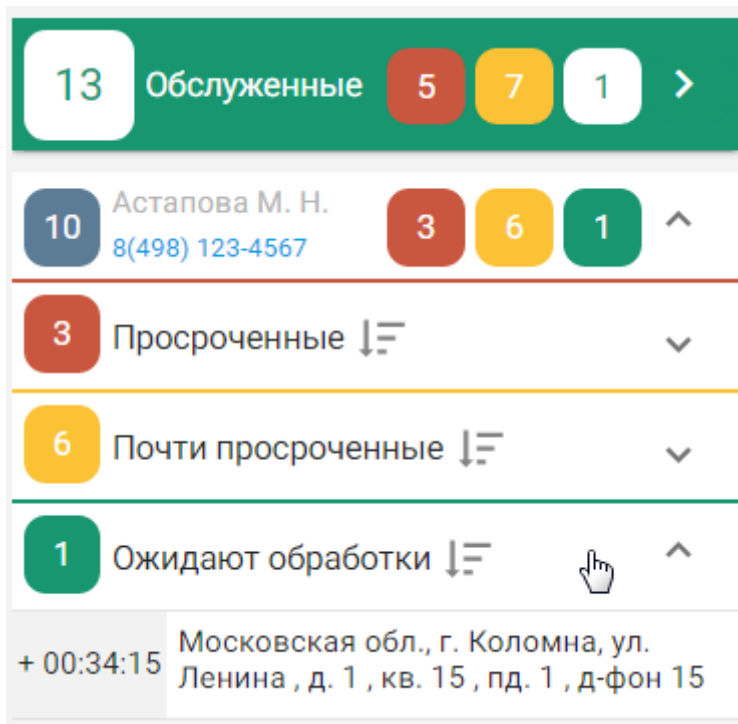 13 Обслуженные 5 7 1
10 Астапова М. Н. 3 6 1
8(498) 123-4567
3 Просроченные
6 Почти просроченные
1 Ожидают обработки
+ 00:34:15 Московская обл., г. Коломна, ул.
Ленина , д. 1 , кв. 15 , пд. 1 , д-фон 15